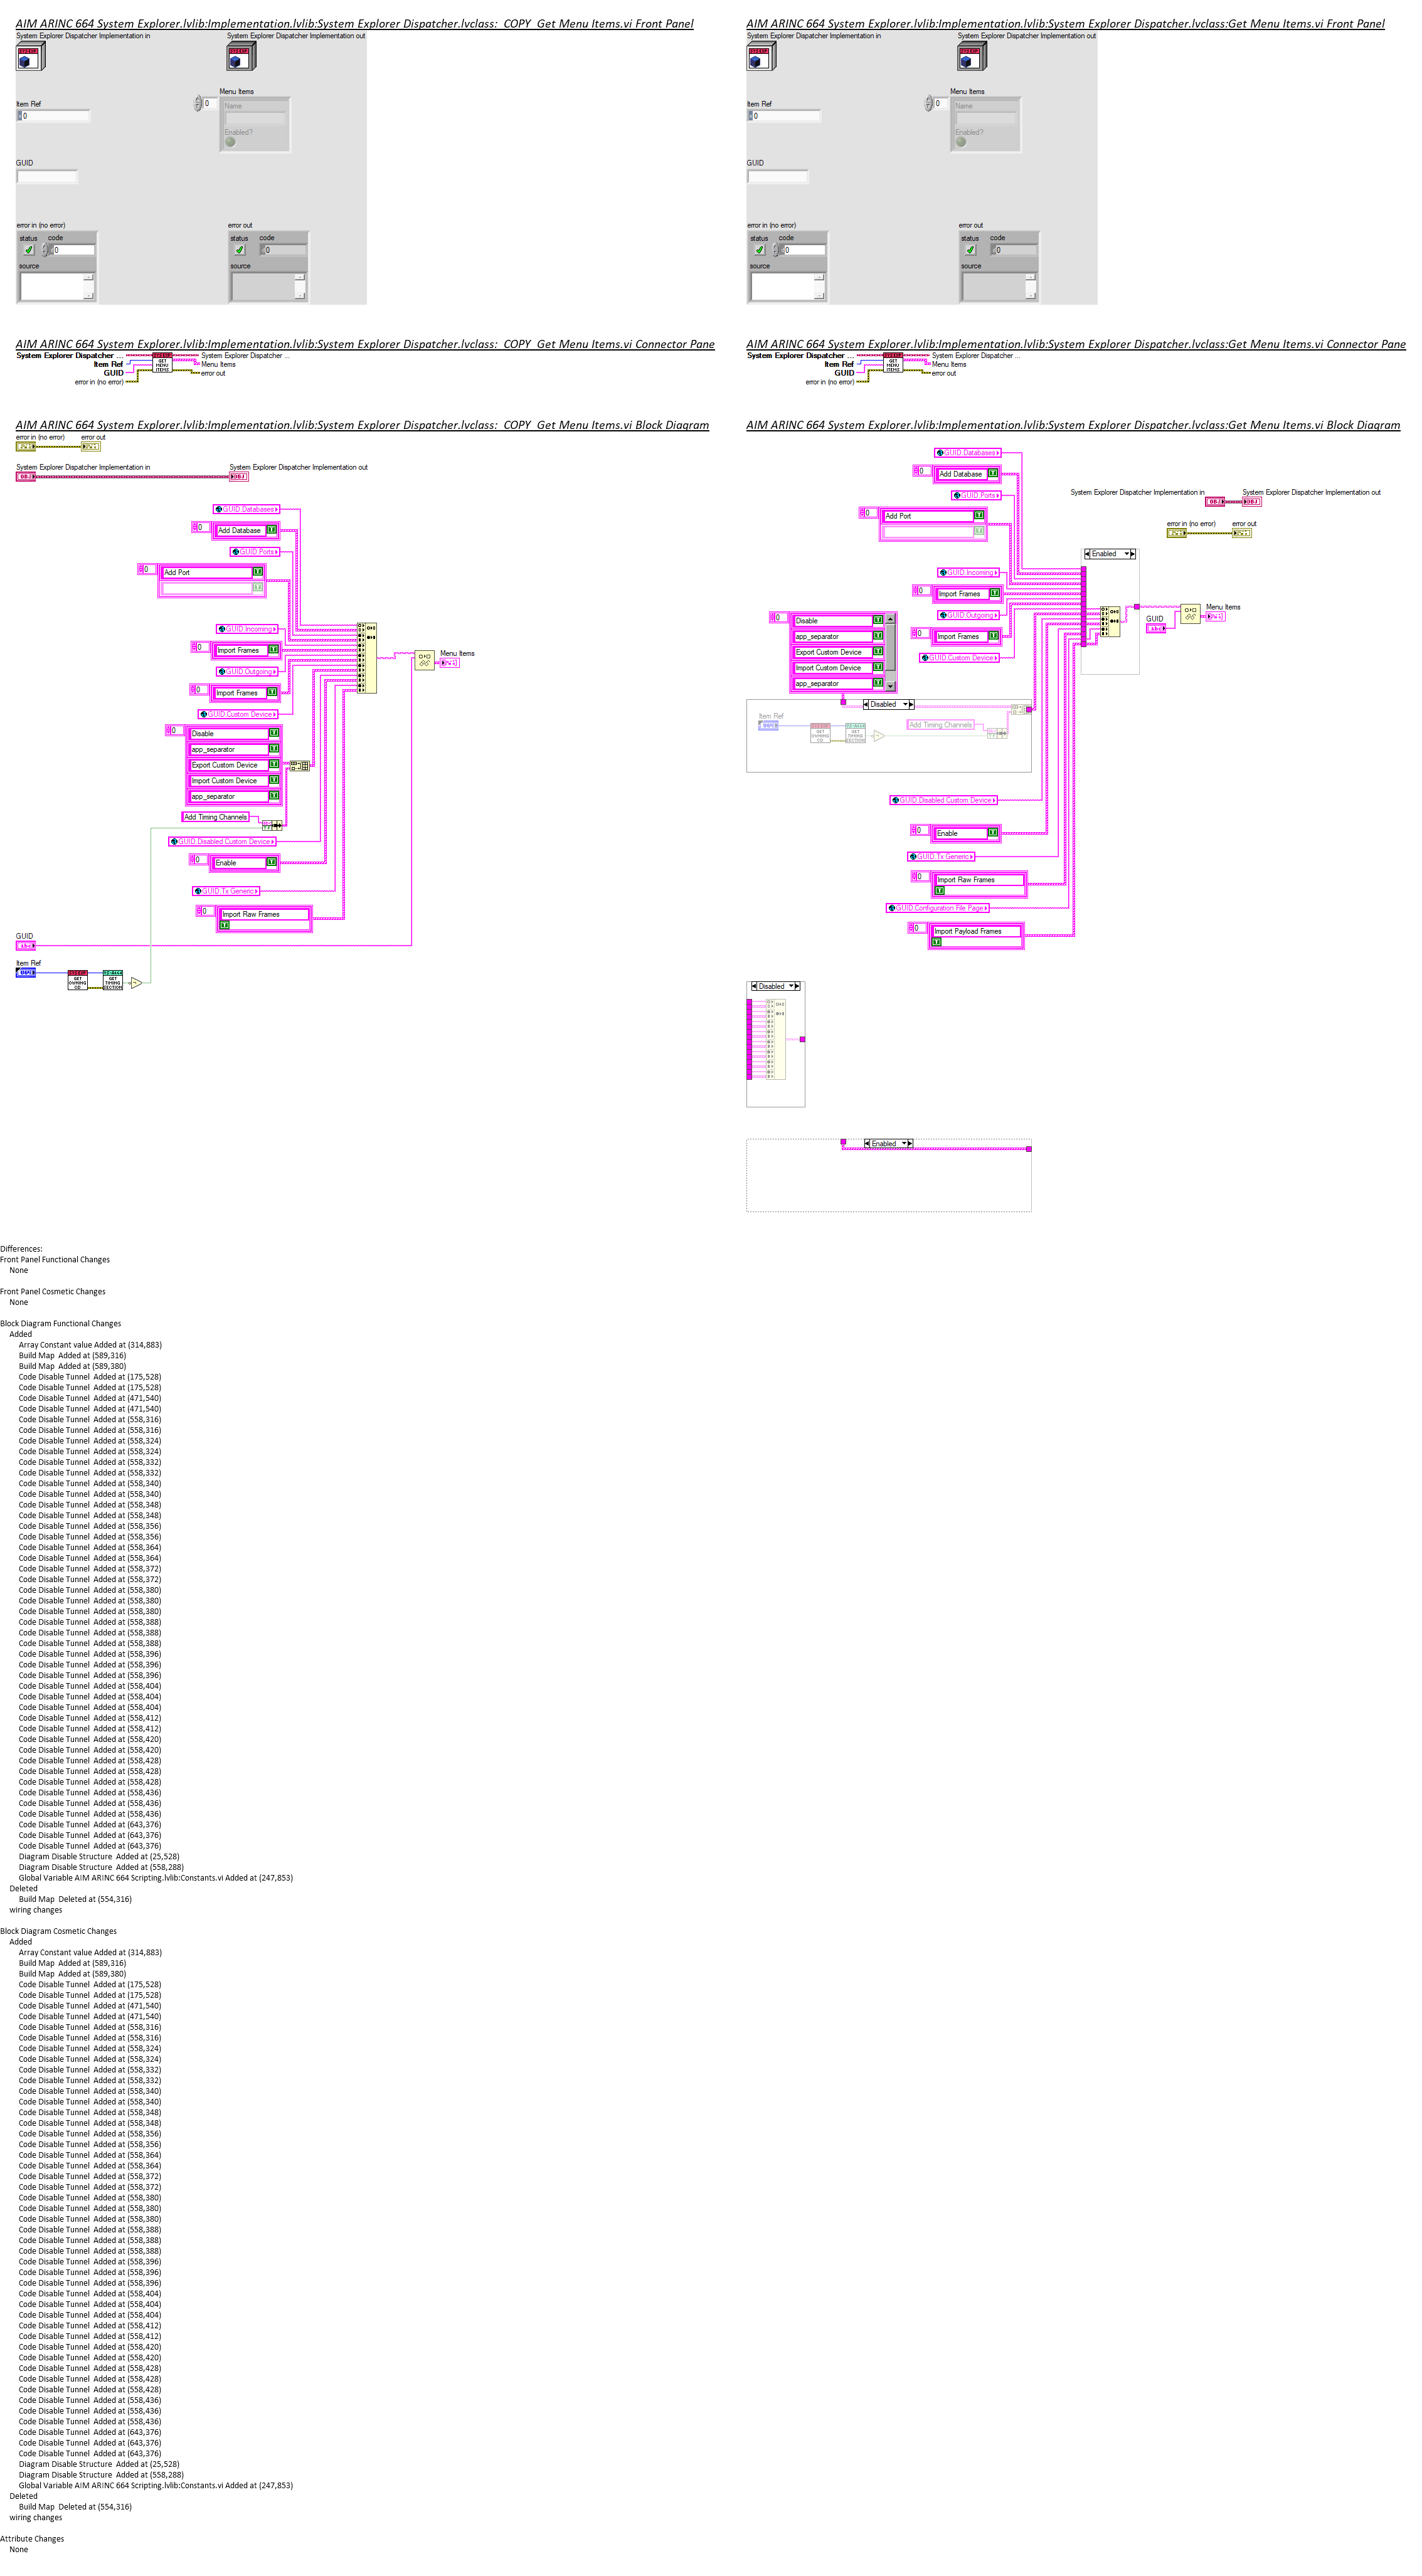 AIM ARINC 664 System Explorer.lvlib:Implementation.lvlib:System Explorer Dispatcher.lvclass:_COPY_Get Menu Items.vi Front Panel
System Explorer Dispatcher Implementation in
System Explorer Dispatcher Implementation out
Item Ref
0
0
Menu Items
Name
Enabled?
GUID
error in (no error)
status
code
0
source
error out
status
code
0
source
AIM ARINC 664 System Explorer.lvlib:Implementation.lvlib:System Explorer Dispatcher.lvclass:_COPY_Get Menu Items.vi Connector Pane
System Explorer Dispatcher ...
Item Ref
GUID
error in (no error)
GET
MENU
ITEMS
System Explorer Dispatcher ...
Menu Items
error out
AIM ARINC 664 System Explorer.lvlib:Implementation.lvlib:System Explorer Dispatcher.lvclass:_COPY_Get Menu Items.vi Block Diagram
error in (no error)
error out
System Explorer Dispatcher Implementation in
System Explorer Dispatcher Implementation out
OBJ
OBJ
GUID.Databases
0
Add Database
GUID.Ports
0
Add Port
GUID.Incoming
0
Import Frames
GUID.Outgoing
0
Import Frames
GUID.Custom Device
0
Disable
app_separator
Export Custom Device
Import Custom Device
app_separator
Add Timing Channels
GUID.Disabled Custom Device
0
Enable
GUID.Tx Generic
0
Import Raw Frames
Menu Items
GUID
Item Ref
GET
OWNING
CD
GET
TIMING
SECTION
AIM ARINC 664 System Explorer.lvlib:Implementation.lvlib:System Explorer Dispatcher.lvclass:Get Menu Items.vi Front Panel
System Explorer Dispatcher Implementation in
System Explorer Dispatcher Implementation out
Item Ref
0
0
Menu Items
Name
Enabled?
GUID
error in (no error)
status
code
0
source
error out
status
code
0
source
AIM ARINC 664 System Explorer.lvlib:Implementation.lvlib:System Explorer Dispatcher.lvclass:Get Menu Items.vi Connector Pane
System Explorer Dispatcher ...
Item Ref
GUID
error in (no error)
GET
MENU
ITEMS
System Explorer Dispatcher ...
Menu Items
error out
AIM ARINC 664 System Explorer.lvlib:Implementation.lvlib:System Explorer Dispatcher.lvclass:Get Menu Items.vi Block Diagram
GUID.Databases
0
Add Database
GUID.Ports
0
Add Port
System Explorer Dispatcher Implementation in
System Explorer Dispatcher Implementation out
OBJ
OBJ
error in (no error)
error out
Enabled
GUID.Incoming
0
Import Frames
GUID.Outgoing
0
Import Frames
GUID.Custom Device
0
Disable
app_separator
Export Custom Device
Import Custom Device
app_separator
GUID
Menu Items
Disabled
Item Ref
GET
OWNING
CD
GET
TIMING
SECTION
Add Timing Channels
GUID.Disabled Custom Device
0
Enable
GUID.Tx Generic
0
Import Raw Frames
GUID.Configuration File Page
0
Import Payload Frames
Disabled
Enabled
Differences:
Front Panel Functional Changes
None
Front Panel Cosmetic Changes
None
Block Diagram Functional Changes
Added
Array Constant value Added at (314,883)
Build Map  Added at (589,316)
Build Map  Added at (589,380)
Code Disable Tunnel  Added at (175,528)
Code Disable Tunnel  Added at (175,528)
Code Disable Tunnel  Added at (471,540)
Code Disable Tunnel  Added at (471,540)
Code Disable Tunnel  Added at (558,316)
Code Disable Tunnel  Added at (558,316)
Code Disable Tunnel  Added at (558,324)
Code Disable Tunnel  Added at (558,324)
Code Disable Tunnel  Added at (558,332)
Code Disable Tunnel  Added at (558,332)
Code Disable Tunnel  Added at (558,340)
Code Disable Tunnel  Added at (558,340)
Code Disable Tunnel  Added at (558,348)
Code Disable Tunnel  Added at (558,348)
Code Disable Tunnel  Added at (558,356)
Code Disable Tunnel  Added at (558,356)
Code Disable Tunnel  Added at (558,364)
Code Disable Tunnel  Added at (558,364)
Code Disable Tunnel  Added at (558,372)
Code Disable Tunnel  Added at (558,372)
Code Disable Tunnel  Added at (558,380)
Code Disable Tunnel  Added at (558,380)
Code Disable Tunnel  Added at (558,380)
Code Disable Tunnel  Added at (558,388)
Code Disable Tunnel  Added at (558,388)
Code Disable Tunnel  Added at (558,388)
Code Disable Tunnel  Added at (558,396)
Code Disable Tunnel  Added at (558,396)
Code Disable Tunnel  Added at (558,396)
Code Disable Tunnel  Added at (558,404)
Code Disable Tunnel  Added at (558,404)
Code Disable Tunnel  Added at (558,404)
Code Disable Tunnel  Added at (558,412)
Code Disable Tunnel  Added at (558,412)
Code Disable Tunnel  Added at (558,420)
Code Disable Tunnel  Added at (558,420)
Code Disable Tunnel  Added at (558,428)
Code Disable Tunnel  Added at (558,428)
Code Disable Tunnel  Added at (558,428)
Code Disable Tunnel  Added at (558,436)
Code Disable Tunnel  Added at (558,436)
Code Disable Tunnel  Added at (558,436)
Code Disable Tunnel  Added at (643,376)
Code Disable Tunnel  Added at (643,376)
Code Disable Tunnel  Added at (643,376)
Diagram Disable Structure  Added at (25,528)
Diagram Disable Structure  Added at (558,288)
Global Variable AIM ARINC 664 Scripting.lvlib:Constants.vi Added at (247,853)
Deleted
Build Map  Deleted at (554,316)
wiring changes
Block Diagram Cosmetic Changes
Added
Array Constant value Added at (314,883)
Build Map  Added at (589,316)
Build Map  Added at (589,380)
Code Disable Tunnel  Added at (175,528)
Code Disable Tunnel  Added at (175,528)
Code Disable Tunnel  Added at (471,540)
Code Disable Tunnel  Added at (471,540)
Code Disable Tunnel  Added at (558,316)
Code Disable Tunnel  Added at (558,316)
Code Disable Tunnel  Added at (558,324)
Code Disable Tunnel  Added at (558,324)
Code Disable Tunnel  Added at (558,332)
Code Disable Tunnel  Added at (558,332)
Code Disable Tunnel  Added at (558,340)
Code Disable Tunnel  Added at (558,340)
Code Disable Tunnel  Added at (558,348)
Code Disable Tunnel  Added at (558,348)
Code Disable Tunnel  Added at (558,356)
Code Disable Tunnel  Added at (558,356)
Code Disable Tunnel  Added at (558,364)
Code Disable Tunnel  Added at (558,364)
Code Disable Tunnel  Added at (558,372)
Code Disable Tunnel  Added at (558,372)
Code Disable Tunnel  Added at (558,380)
Code Disable Tunnel  Added at (558,380)
Code Disable Tunnel  Added at (558,380)
Code Disable Tunnel  Added at (558,388)
Code Disable Tunnel  Added at (558,388)
Code Disable Tunnel  Added at (558,388)
Code Disable Tunnel  Added at (558,396)
Code Disable Tunnel  Added at (558,396)
Code Disable Tunnel  Added at (558,396)
Code Disable Tunnel  Added at (558,404)
Code Disable Tunnel  Added at (558,404)
Code Disable Tunnel  Added at (558,404)
Code Disable Tunnel  Added at (558,412)
Code Disable Tunnel  Added at (558,412)
Code Disable Tunnel  Added at (558,420)
Code Disable Tunnel  Added at (558,420)
Code Disable Tunnel  Added at (558,428)
Code Disable Tunnel  Added at (558,428)
Code Disable Tunnel  Added at (558,428)
Code Disable Tunnel  Added at (558,436)
Code Disable Tunnel  Added at (558,436)
Code Disable Tunnel  Added at (558,436)
Code Disable Tunnel  Added at (643,376)
Code Disable Tunnel  Added at (643,376)
Code Disable Tunnel  Added at (643,376)
Diagram Disable Structure  Added at (25,528)
Diagram Disable Structure  Added at (558,288)
Global Variable AIM ARINC 664 Scripting.lvlib:Constants.vi Added at (247,853)
Deleted
Build Map  Deleted at (554,316)
wiring changes
Attribute Changes
None